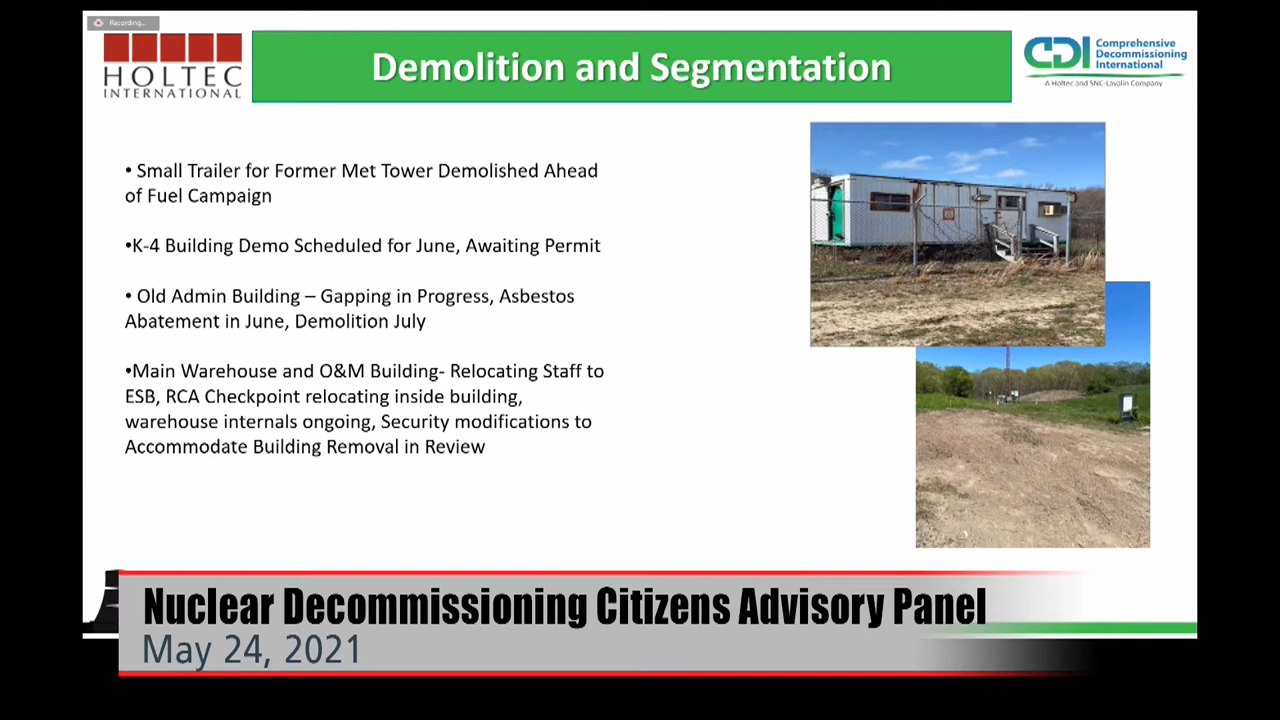 Recording...
HOLTEC
INTERNATIONAL
Demolition and Segmentation
CDI
Comprehensive
Decommissioning
International
A Holtec and SNC-Lavalin Company
• Small Trailer for Former Met Tower Demolished Ahead
of Fuel Campaign
•K-4 Building Demo Scheduled for June, Awaiting Permit
• Old Admin Building – Gapping in Progress, Asbestos
Abatement in June, Demolition July
•Main Warehouse and O&M Building- Relocating Staff to
ESB, RCA Checkpoint relocating inside building,
warehouse internals ongoing, Security modifications to
Accommodate Building Removal in Review
Nuclear Decommissioning Citizens Advisory Panel
May 24, 2021